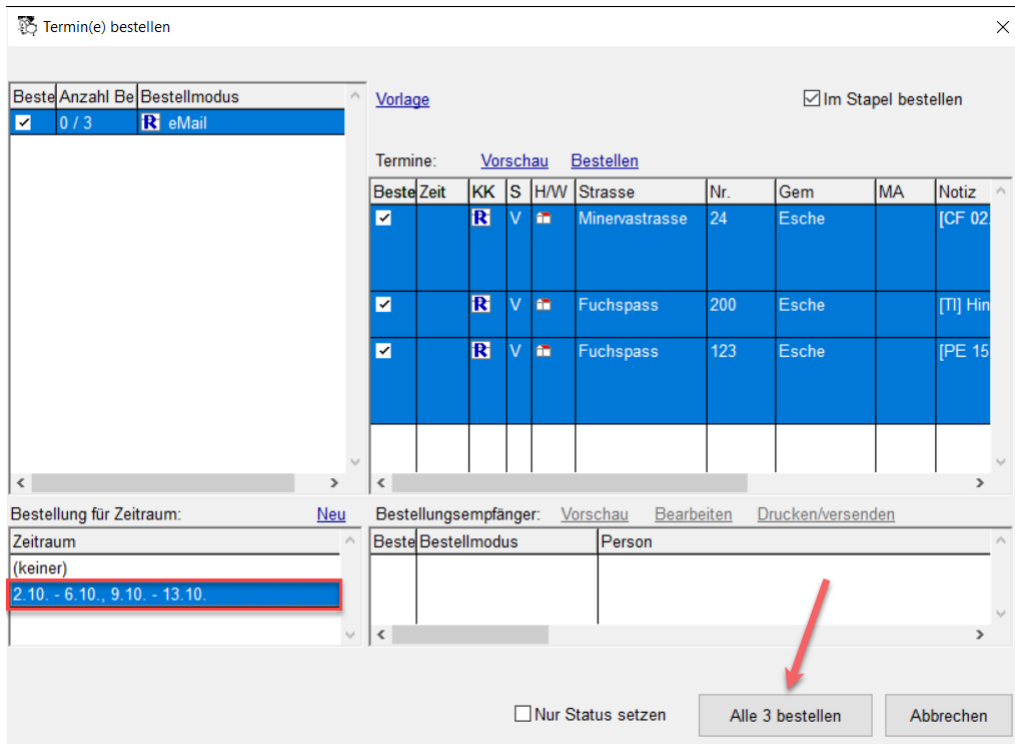 Termin(e) bestellen
Beste Anzahl Be Bestellmodus
0 / 3 R eMail
Vorlage
Im Stapel bestellen
Termine: Vorschau Bestellen
Beste Zeit KK S H/W Strasse Nr. Gem MA Notiz
R V Minervastrasse 24 Esche [CF 02
R V Fuchspass 200 Esche [TI] Hin
R V Fuchspass 123 Esche [PE 15
Bestellung für Zeitraum: Neu
Zeitraum
(keiner)
2.10. - 6.10., 9.10. - 13.10.
Bestellungsempfänger: Vorschau Bearbeiten Drucken/versenden
Beste Bestellmodus Person
Nur Status setzen
Alle 3 bestellen
Abbrechen